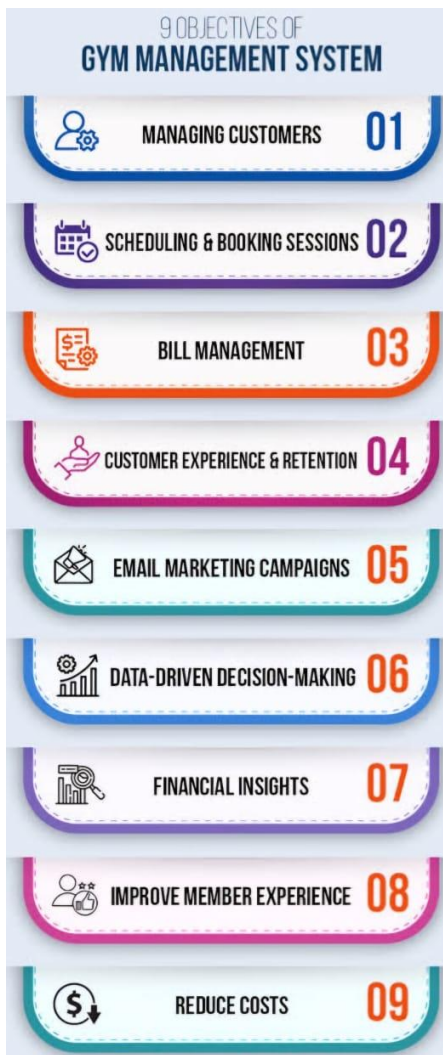 9 OBJECTIVES OF
GYM MANAGEMENT SYSTEM
MANAGING CUSTOMERS 01
SCHEDULING & BOOKING SESSIONS 02
$
BILL MANAGEMENT 03
CUSTOMER EXPERIENCE & RETENTION 04
EMAIL MARKETING CAMPAIGNS 05
DATA-DRIVEN DECISION-MAKING 06
FINANCIAL INSIGHTS 07
IMPROVE MEMBER EXPERIENCE 08
$
REDUCE COSTS 09